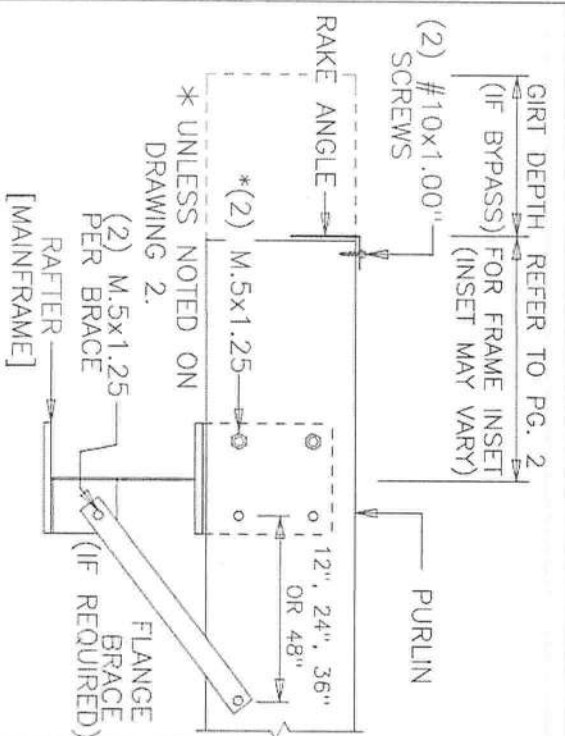 GIRT DEPTH
(IF BYPASS)
REFER TO PG. 2
FOR FRAME INSET
(INSET MAY VARY)
(2) #10x1.00"
SCREWS
RAKE ANGLE
PURLIN
*(2) M.5x1.25
12", 24", 36"
OR 48"
* UNLESS NOTED ON
DRAWING 2.
(2) M.5x1.25
PER BRACE
RAFTER
[MAINFRAME]
FLANGE
BRACE
(IF REQUIRED)